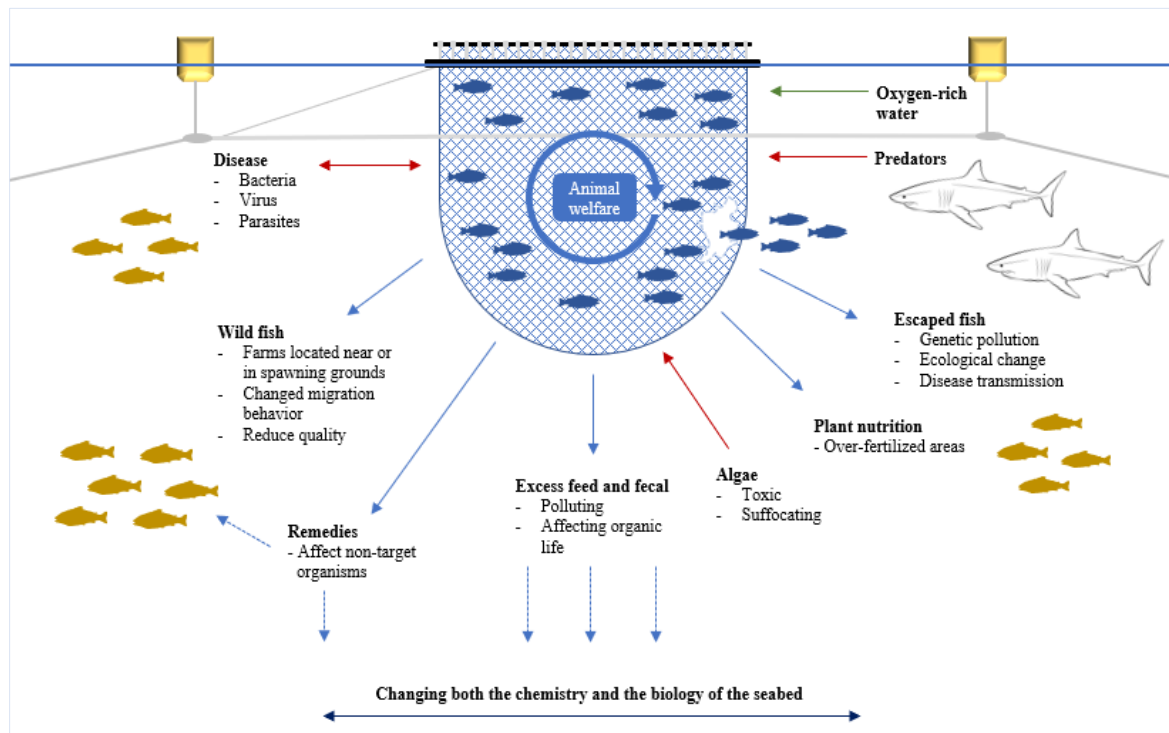 Oxygen-rich
water
Disease
- Bacteria
- Virus
- Parasites
Predators
Animal
welfare
Wild fish
- Farms located near or
in spawning grounds
- Changed migration
behavior
- Reduce quality
Escaped fish
- Genetic pollution
- Ecological change
- Disease transmission
Plant nutrition
- Over-fertilized areas
Algae
- Toxic
- Suffocating
Excess feed and fecal
- Polluting
- Affecting organic
life
Remedies
- Affect non-target
organisms
Changing both the chemistry and the biology of the seabed